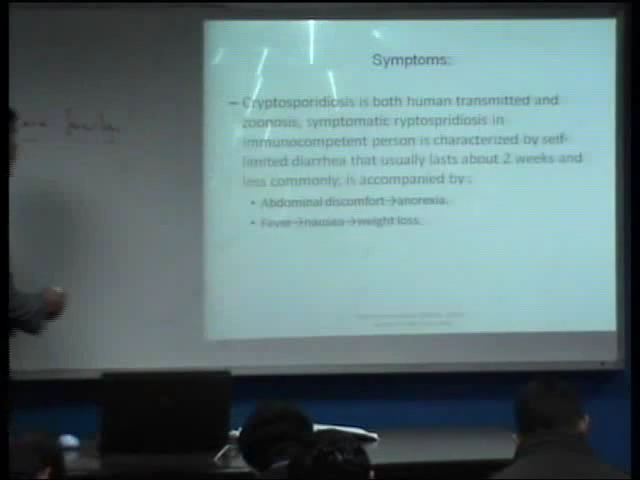 Symptoms:
– Cryptosporidiosis is both human transmitted and
zoonosis, symptomatic ryptospridiosis in
immunocompetent person is characterized by self-
limited diarrhea that usually lasts about 2 weeks and
less commonly, is accompanied by :
• Abdominal discomfort→anorexia.
• Fever→nausea→weight loss.